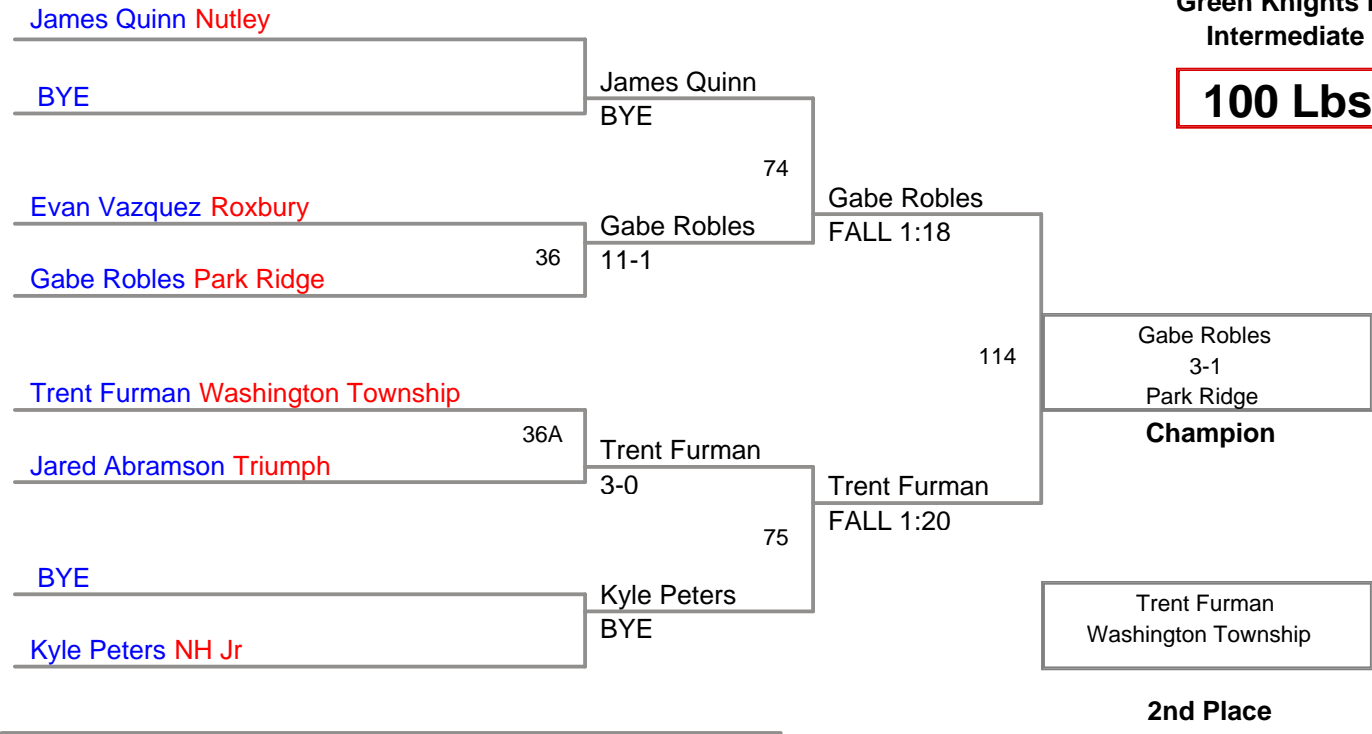 James Quinn Nutley
BYE
James Quinn
BYE
74
Evan Vazquez Roxbury
36
Gabe Robles Park Ridge
Gabe Robles
11-1
Gabe Robles
FALL 1:18
Trent Furman Washington Township
36A
Jared Abramson Triumph
Trent Furman
3-0
75
BYE
Kyle Peters NH Jr
Kyle Peters
BYE
Trent Furman
FALL 1:20
114
Green Knights
Intermediate
100 Lbs
Gabe Robles
3-1
Park Ridge
Champion
Trent Furman
Washington Township
2nd Place